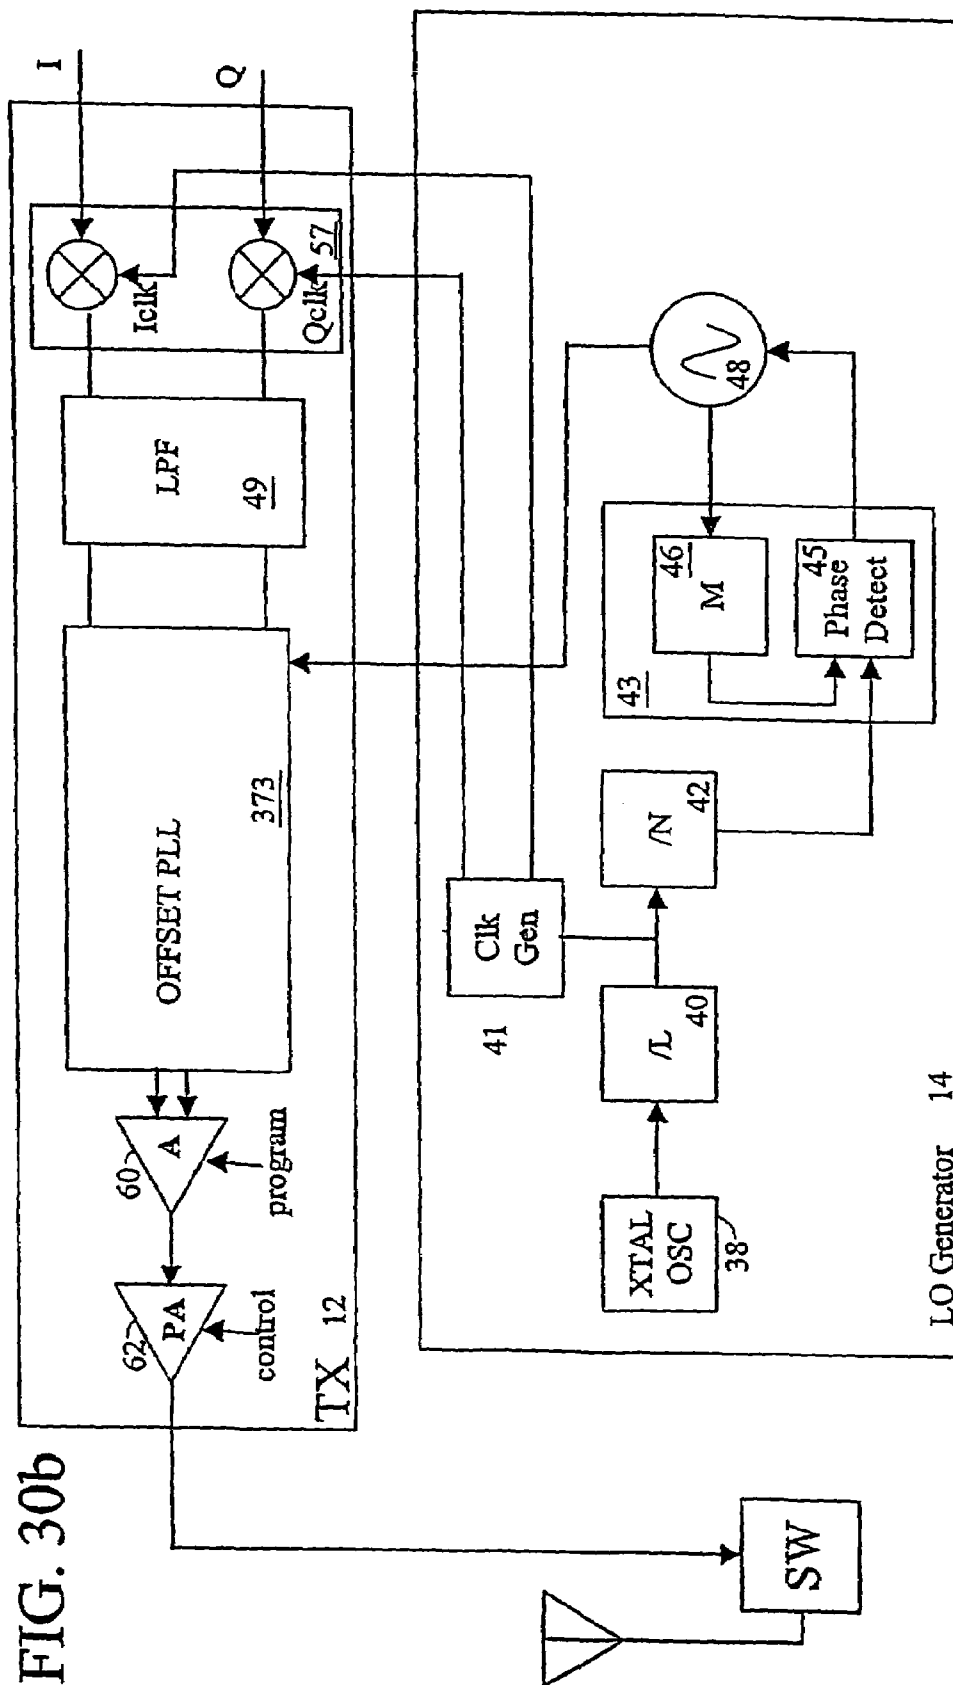 FIG. 30b
I
Q
Iclk
Qclk
57
LPF
49
OFFSET PLL
373
A
60
program
PA
62
control
TX 12
48
46
M
45
Phase
Detect
43
/N
42
Clk
Gen
41
/L
40
XTAL
OSC
38
LO Generator 14
SW